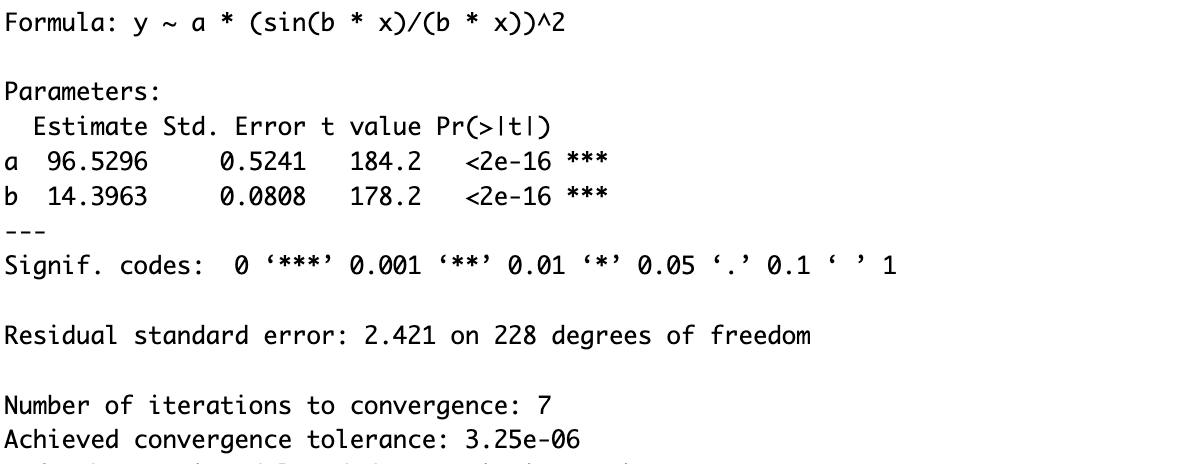 Formula: y ~ a * (sin(b * x)/(b * x))^2
Parameters:
Estimate Std. Error t value Pr(>|t|)
a 96.5296 0.5241 184.2 <2e-16 ***
b 14.3963 0.0808 178.2 <2e-16 ***
---
Signif. codes: 0 ‘***’ 0.001 ‘**’ 0.01 ‘*’ 0.05 ‘.’ 0.1 ‘ ’ 1
Residual standard error: 2.421 on 228 degrees of freedom
Number of iterations to convergence: 7
Achieved convergence tolerance: 3.25e-06